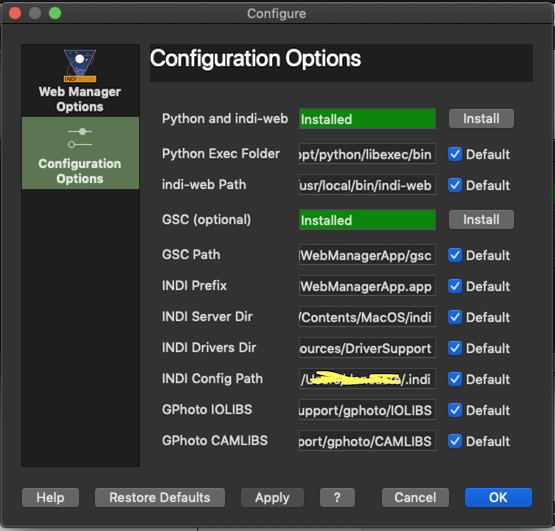 Configure
INDI
Web Manager
Options
Configuration
Options
Configuration Options
Python and indi-web Installed Install
Python Exec Folder opt/python/libexec/bin Default
indi-web Path /usr/local/bin/indi-web Default
GSC (optional) Installed Install
GSC Path WebManagerApp/gsc Default
INDI Prefix WebManagerApp.app Default
INDI Server Dir /Contents/MacOS/indi Default
INDI Drivers Dir ources/DriverSupport Default
INDI Config Path /.indi Default
GPhoto IOLIBS upport/gphoto/IOLIBS Default
GPhoto CAMLIBS port/gphoto/CAMLIBS Default
Help Restore Defaults Apply ? Cancel OK